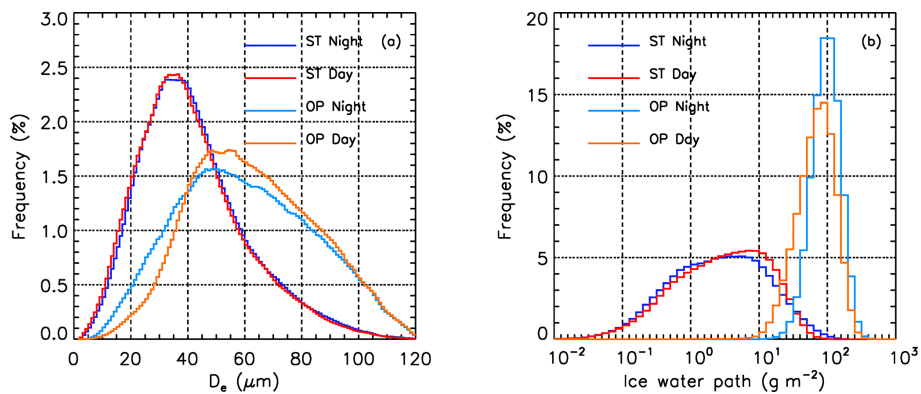 3.0
2.5
2.0
1.5
1.0
0.5
0.0
Frequency (%)
ST Night
ST Day
OP Night
OP Day
(a)
0 20 40 60 80 100 120
De (μm)
20
15
10
5
0
Frequency (%)
ST Night
ST Day
OP Night
OP Day
(b)
10⁻² 10⁻¹ 10⁰ 10¹ 10² 10³
Ice water path (g m⁻²)